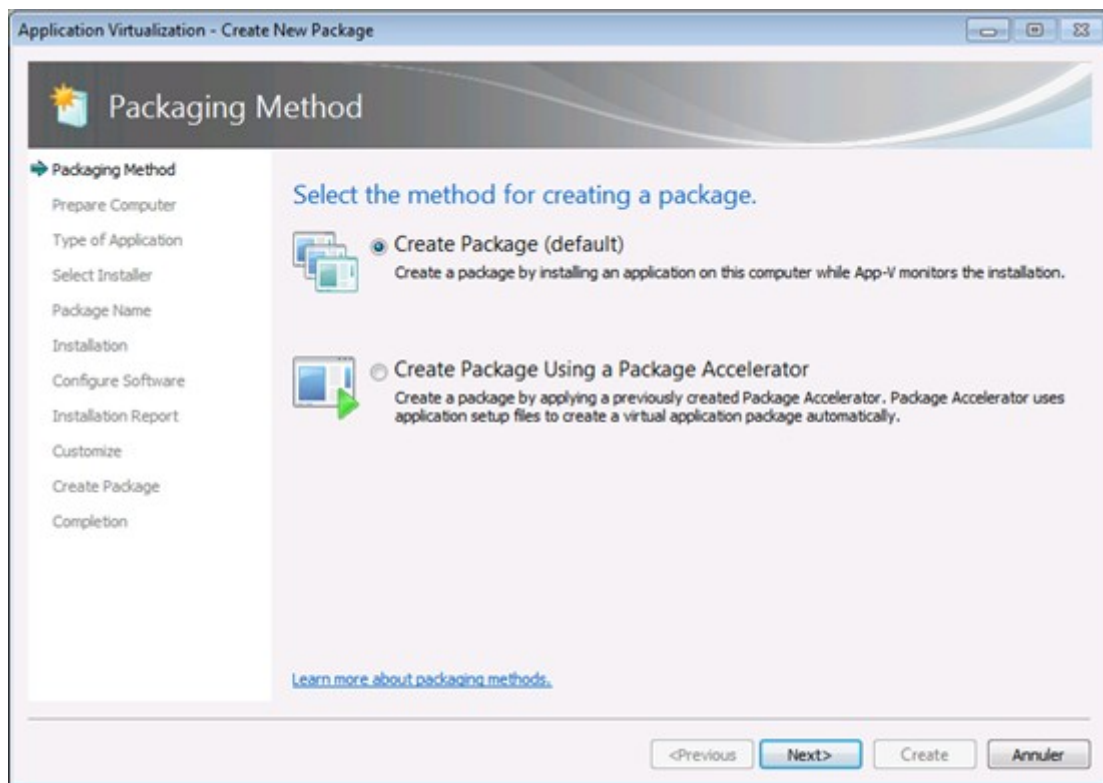 Application Virtualization - Create New Package
Packaging Method
Packaging Method
Prepare Computer
Type of Application
Select Installer
Package Name
Installation
Configure Software
Installation Report
Customize
Create Package
Completion
Select the method for creating a package.
Create Package (default)
Create a package by installing an application on this computer while App-V monitors the installation.
Create Package Using a Package Accelerator
Create a package by applying a previously created Package Accelerator. Package Accelerator uses
application setup files to create a virtual application package automatically.
Learn more about packaging methods.
<Previous
Next>
Create
Annuler